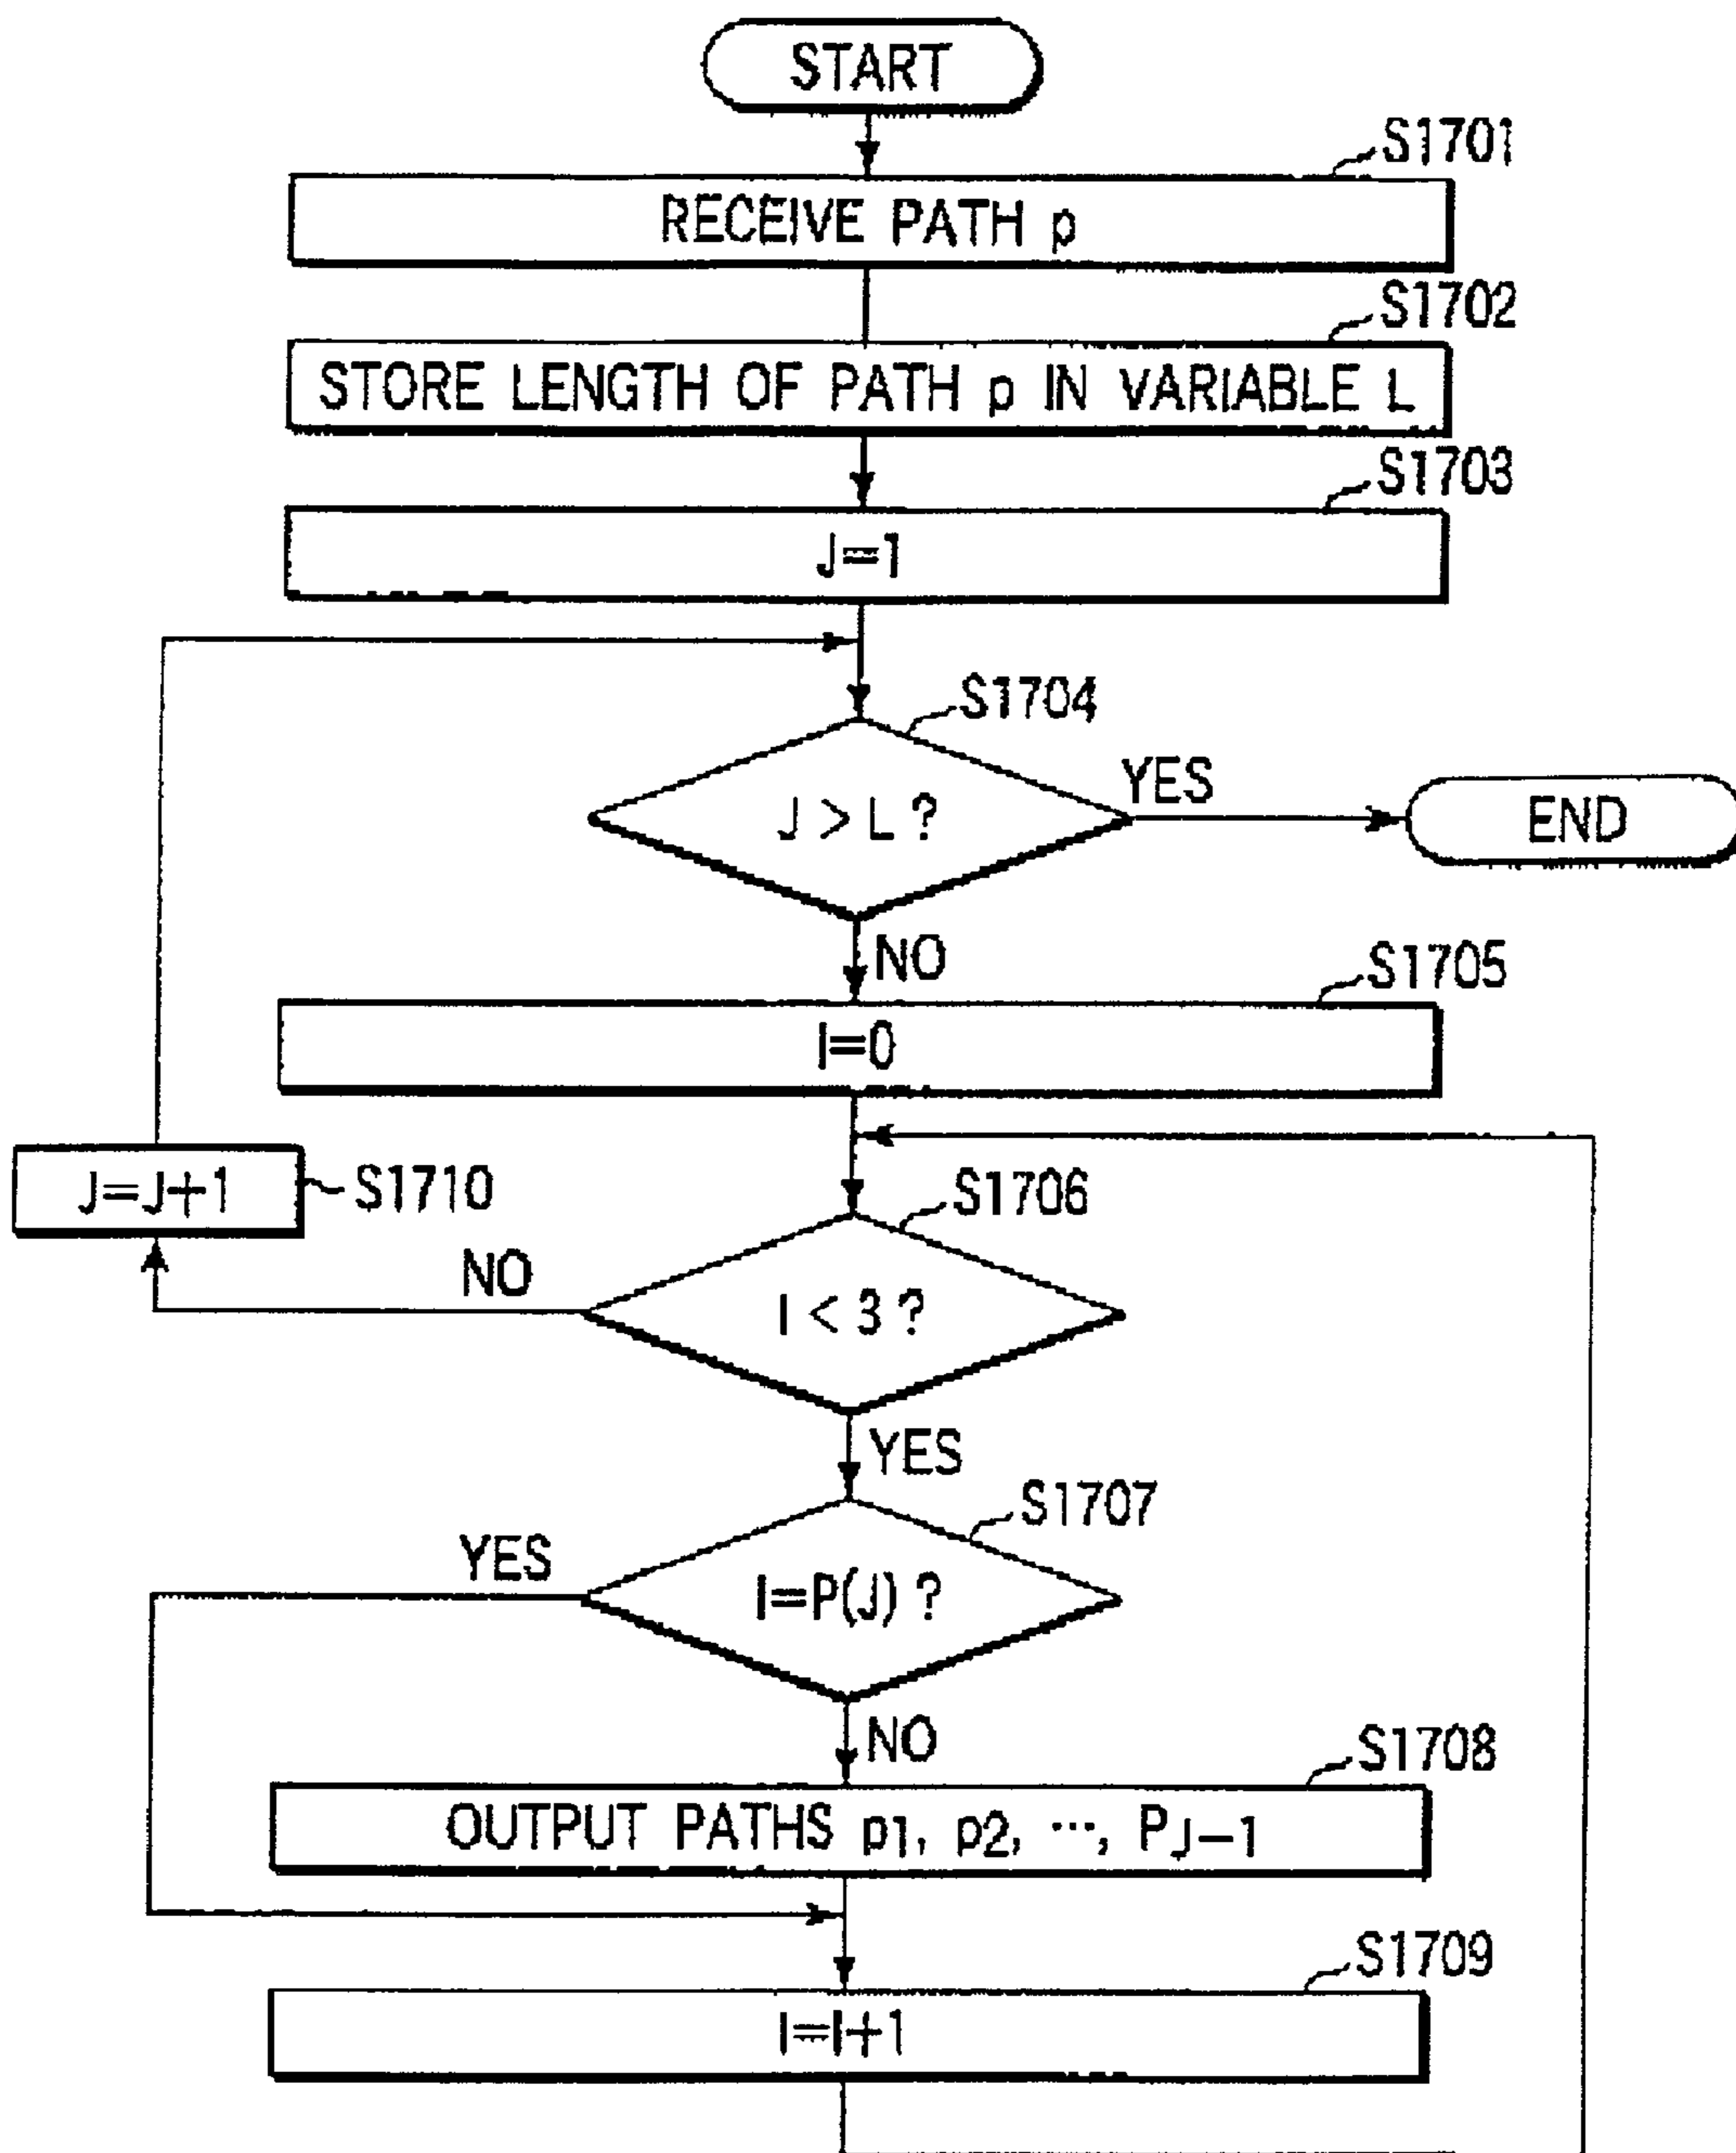 START
S1701
RECEIVE PATH p
S1702
STORE LENGTH OF PATH p IN VARIABLE L
S1703
J=1
S1704
J > L ?
YES
END
NO
S1705
I=0
J=J+1
S1710
S1706
NO
I < 3 ?
YES
S1707
YES
I=P(J) ?
NO
S1708
OUTPUT PATHS p1, p2, ···, PJ-1
S1709
I=I+1